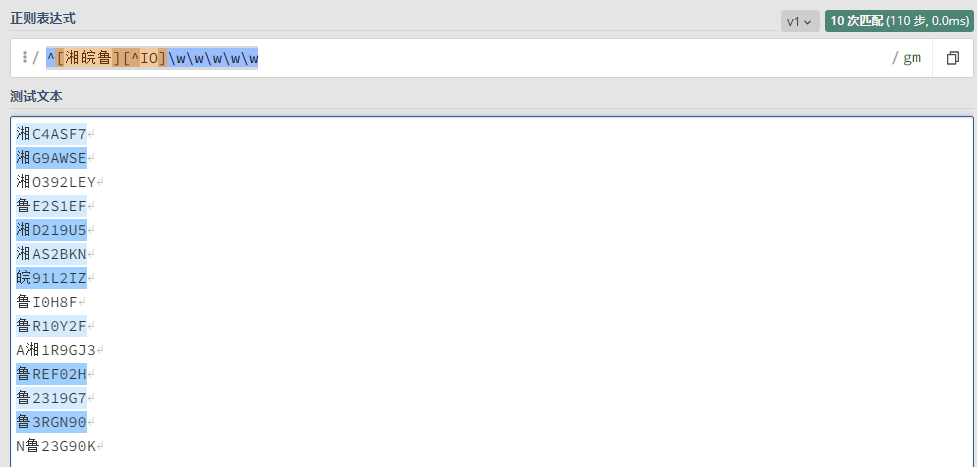 正则表达式
v1 10 次匹配 (110 步, 0.0ms)
/ ^[湘皖鲁][^IO]\w\w\w\w\w / gm
测试文本
湘C4ASF7↵
湘G9AWSE
湘O392LEY↵
鲁E2S1EF↵
湘D219U5↵
湘AS2BKN↵
皖91L2IZ↵
鲁I0H8F↵
鲁R10Y2F↵
A湘1R9GJ3↵
鲁REF02H↵
鲁2319G7↵
鲁3RGN90↵
N鲁23G90K↵